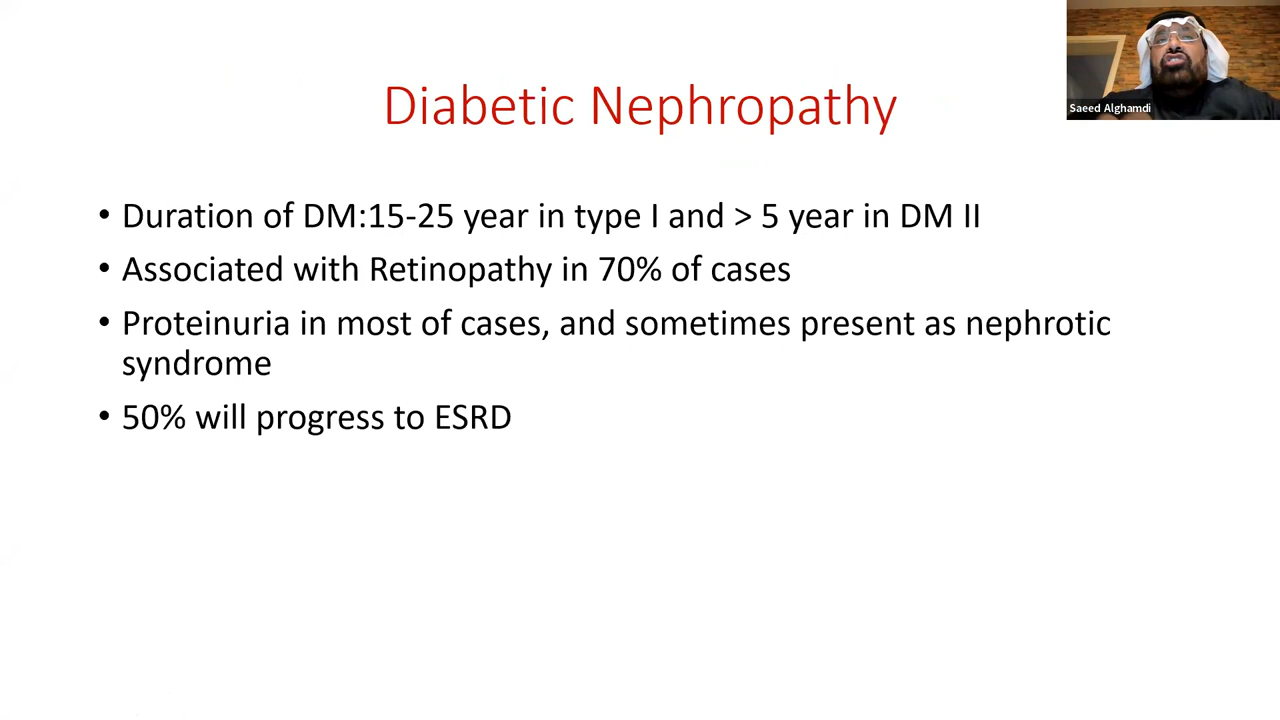 Saeed Alghamdi
Diabetic Nephropathy
• Duration of DM:15-25 year in type I and > 5 year in DM II
• Associated with Retinopathy in 70% of cases
• Proteinuria in most of cases, and sometimes present as nephrotic
syndrome
• 50% will progress to ESRD